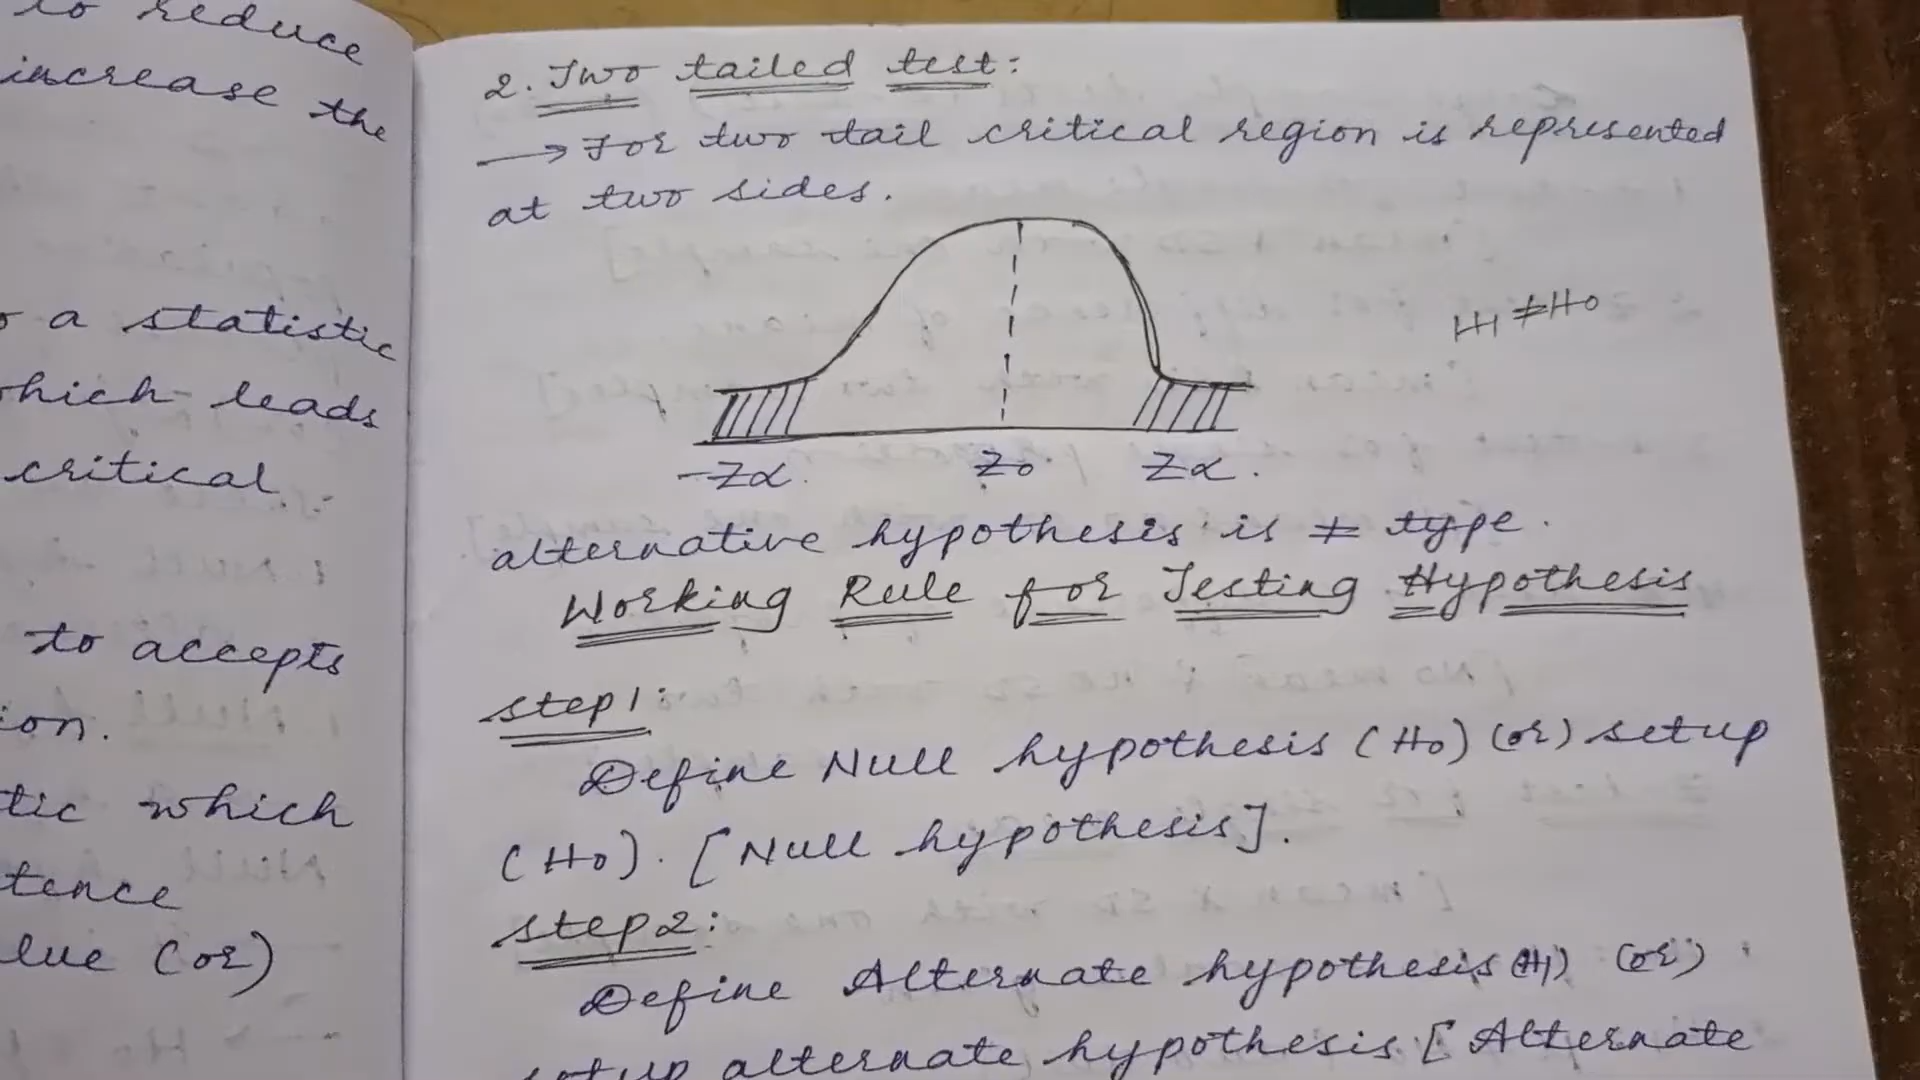 to reduce
increase the
a statistic
which leads
critical
to accepts
ion.
tic which
tence
lue (or)
2. Two tailed test:
→ For two tail critical region is represented
at two sides.
H1 ≠ H0
-Zα Z0 Zα.
alternative hypothesis is ≠ type.
Working Rule for Testing Hypothesis
step1:
Define Null hypothesis (H0) (or) setup
(H0). [Null hypothesis].
step2:
Define Alternate hypothesis (H1) (or)
setup alternate hypothesis [Alternate